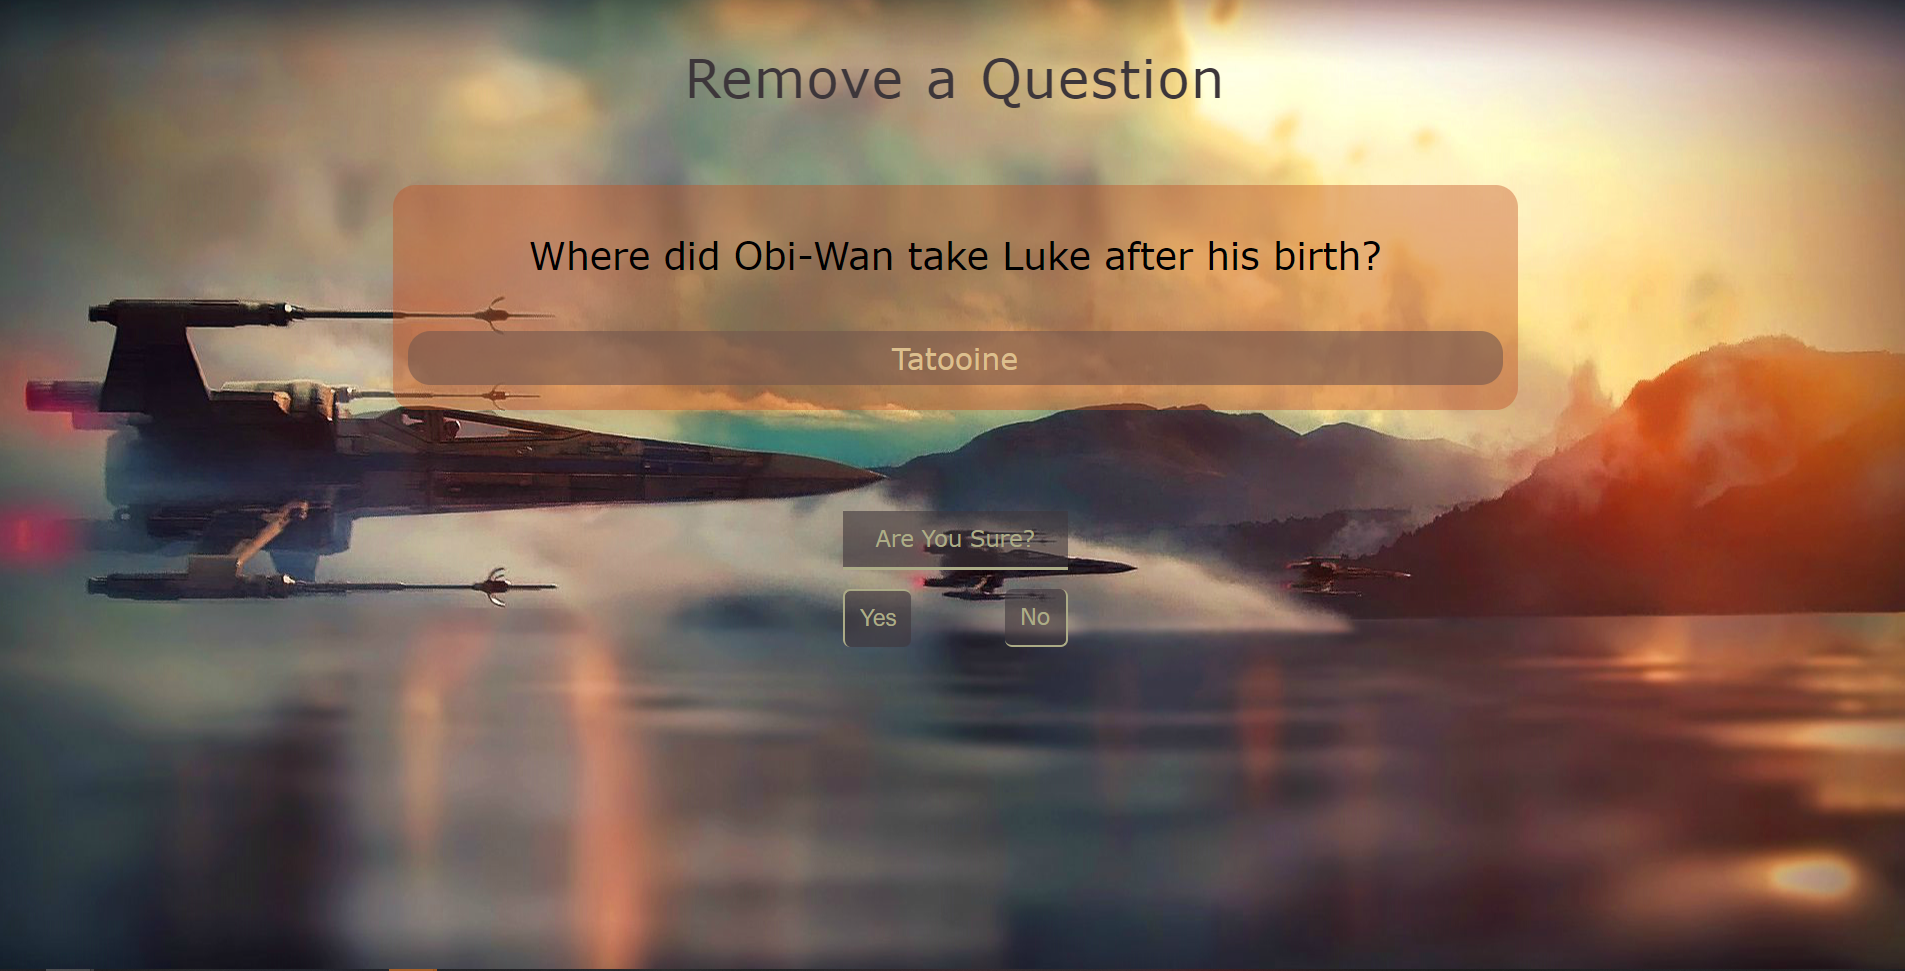 Remove a Question
Where did Obi-Wan take Luke after his birth?
Tatooine
Are You Sure?
Yes
No